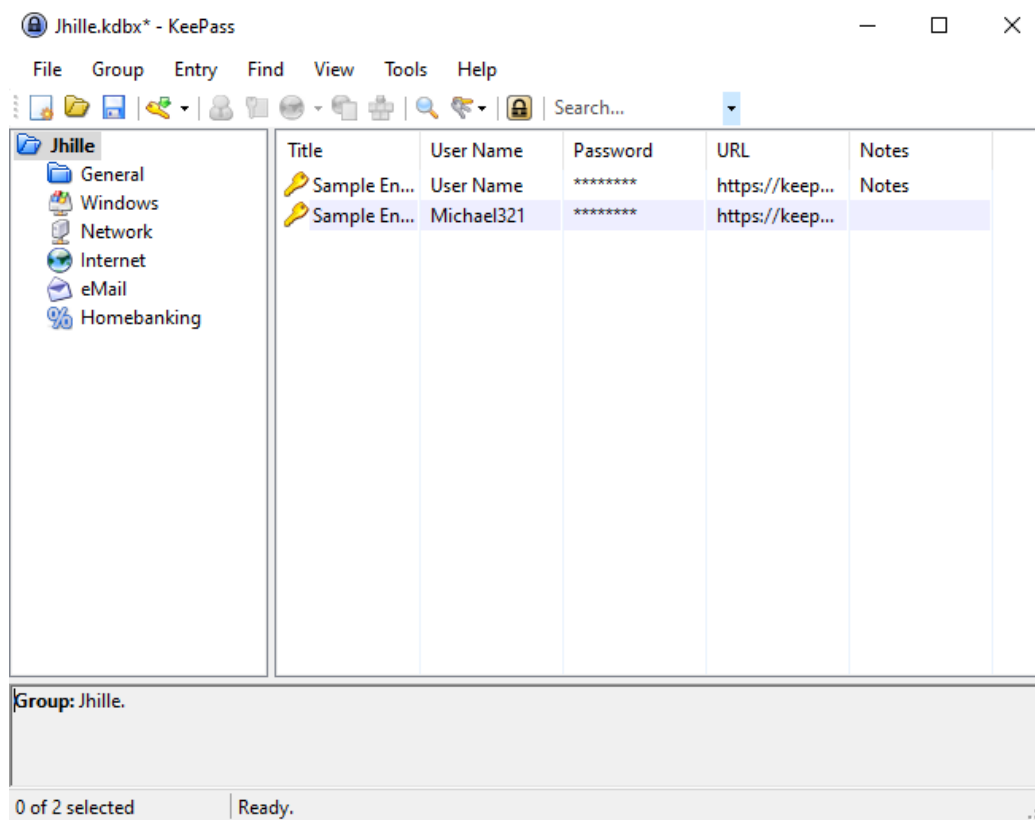 Jhille.kdbx* - KeePass
File Group Entry Find View Tools Help
Search...
Jhille
General
Windows
Network
Internet
eMail
Homebanking
Title User Name Password URL Notes
Sample En... User Name ******** https://keep... Notes
Sample En... Michael321 ******** https://keep...
Group: Jhille.
0 of 2 selected Ready.